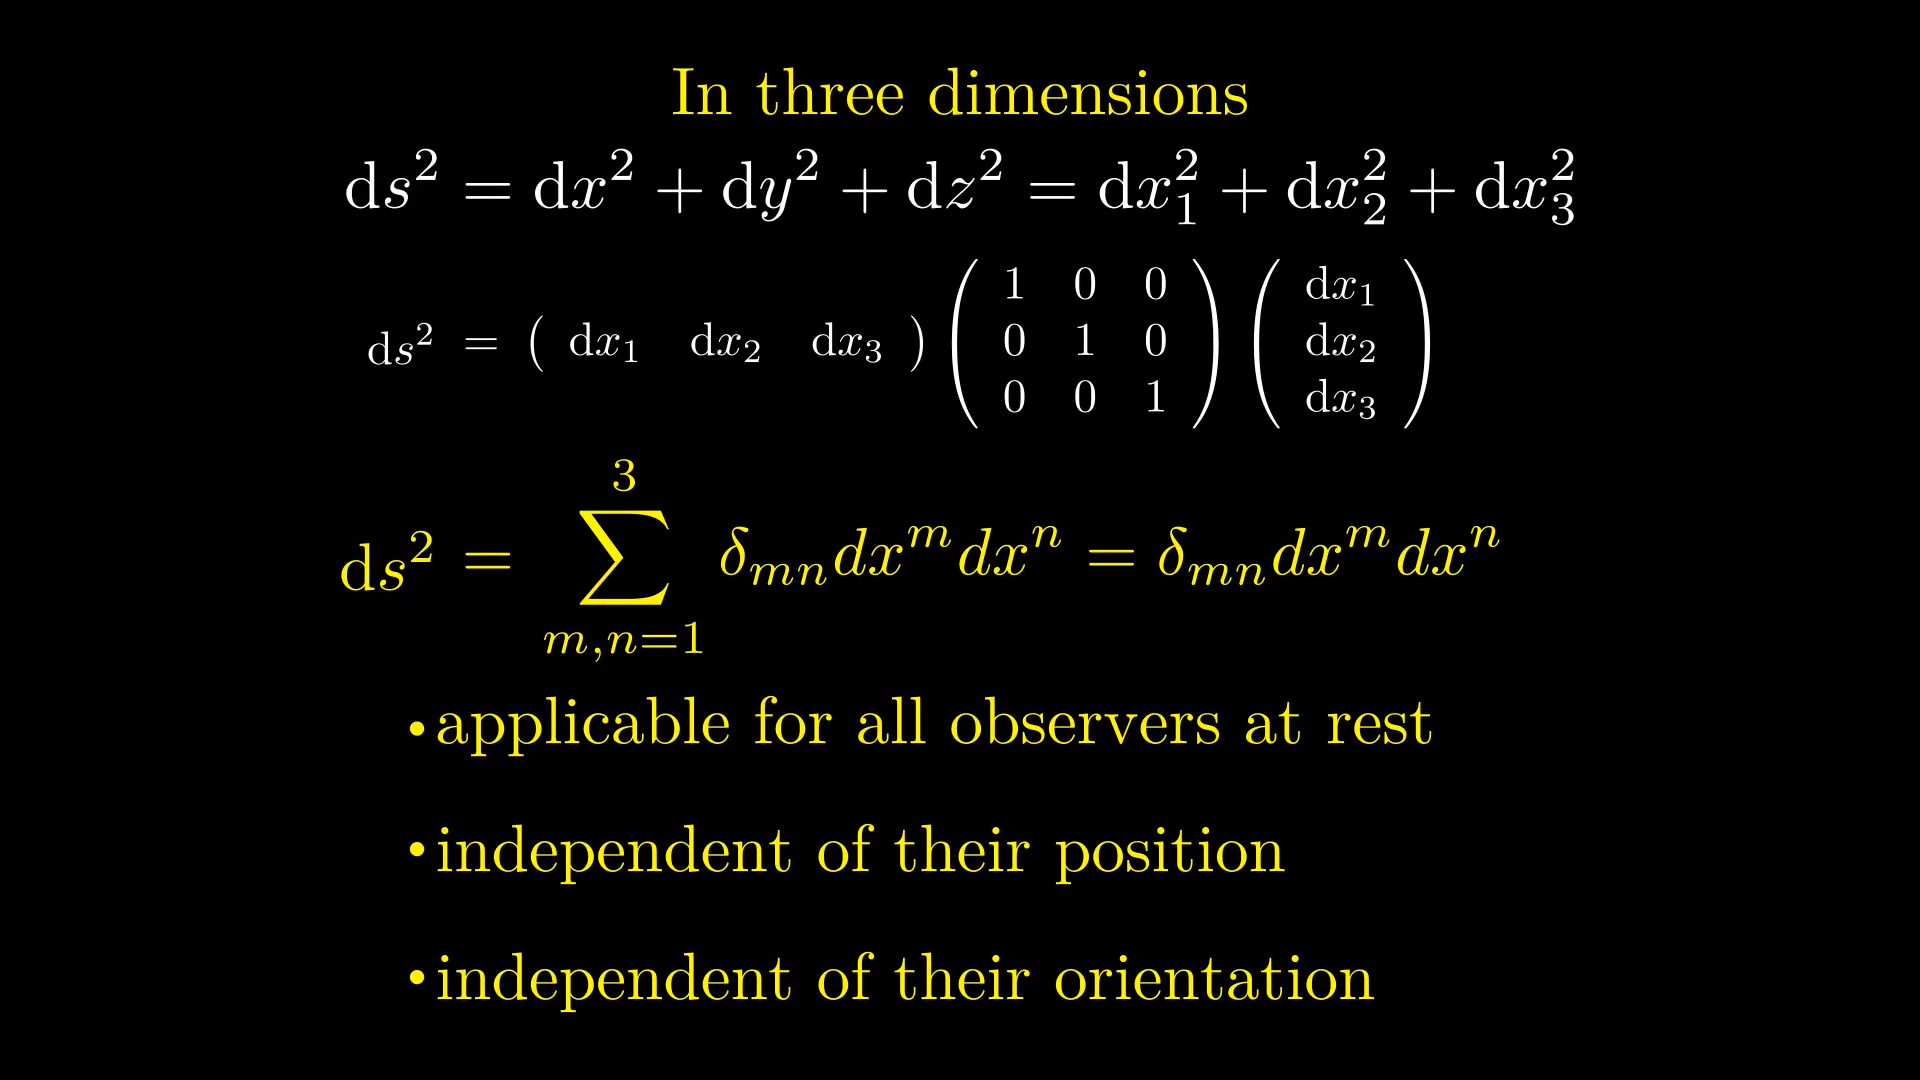 In three dimensions
ds² = dx² + dy² + dz² = dx₁² + dx₂² + dx₃²
ds² = ( dx₁ dx₂ dx₃ ) ( 1 0 0 ; 0 1 0 ; 0 0 1 ) ( dx₁ ; dx₂ ; dx₃ )
ds² = ∑_{m,n=1}^{3} δ_{mn}dx^m dx^n = δ_{mn}dx^m dx^n
•applicable for all observers at rest
•independent of their position
•independent of their orientation